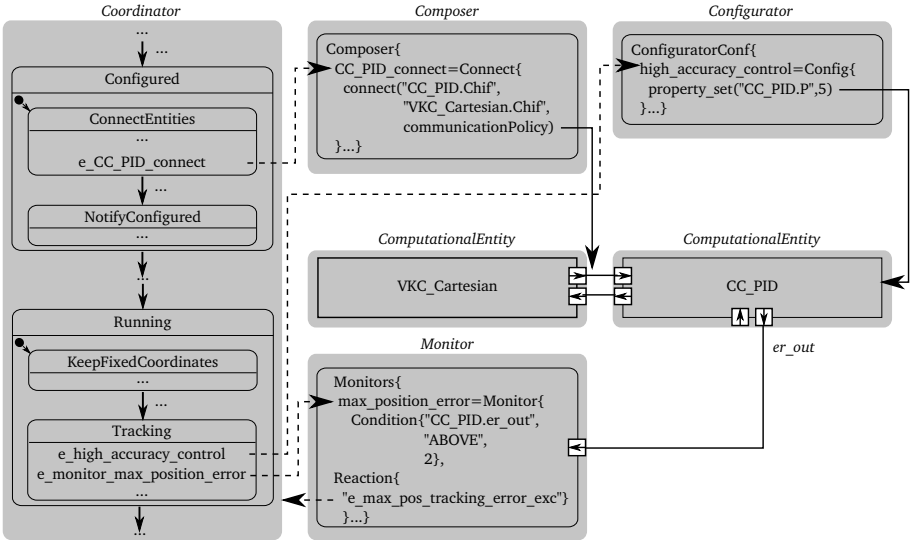 Coordinator
...
...
Configured
ConnectEntities
...
e_CC_PID_connect
...
NotifyConfigured
...
...
Running
KeepFixedCoordinates
...
...
Tracking
e_high_accuracy_control
e_monitor_max_position_error
...
...
Composer
Composer{
CC_PID_connect=Connect{
connect("CC_PID.Chif",
"VKC_Cartesian.Chif",
communicationPolicy)
}...}
Configurator
ConfiguratorConf{
high_accuracy_control=Config{
property_set("CC_PID.P",5)
}...}
ComputationalEntity
VKC_Cartesian
ComputationalEntity
CC_PID
er_out
Monitor
Monitors{
max_position_error=Monitor{
Condition{"CC_PID.er_out",
"ABOVE",
2},
Reaction{
"e_max_pos_tracking_error_exc"}
}...}